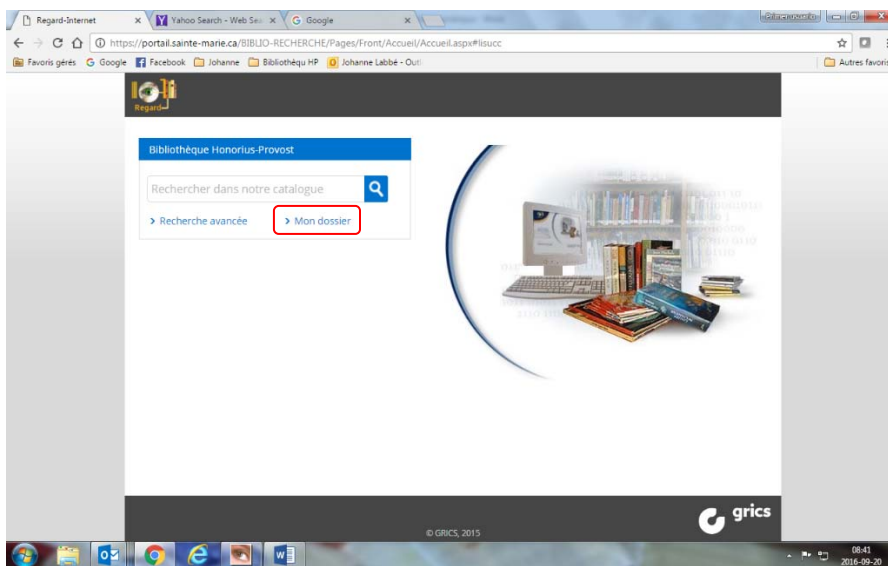 Regard-Internet
Yahoo Search - Web Sea
Google
https://portail.sainte-marie.ca/BIBLIO-RECHERCHE/Pages/Front/Accueil/Accueil.aspx#lisucc
Favoris gérés
Google
Facebook
Johanne
Bibliothéqu HP
Johanne Labbé - Outl
Autres favoris
Regard
Bibliothèque Honorius-Provost
Rechercher dans notre catalogue
> Recherche avancée
> Mon dossier
grics
© GRICS, 2015
08:41
2016-09-20